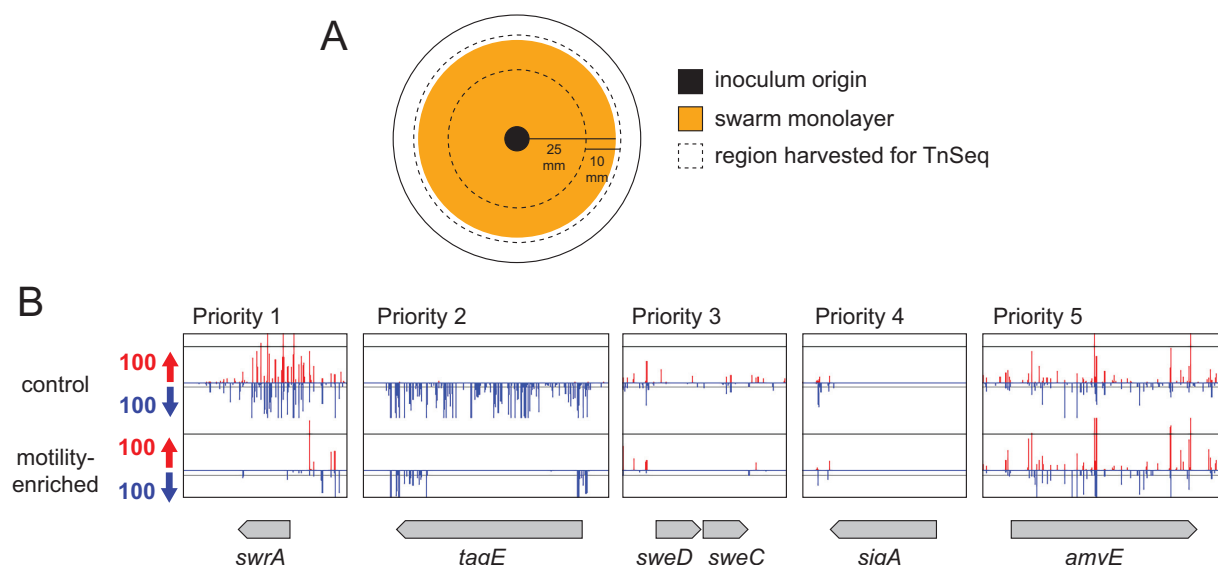 A
25
mm
10
mm
inoculum origin
swarm monolayer
region harvested for TnSeq
B
Priority 1
Priority 2
Priority 3
Priority 4
Priority 5
control
100
100
motility-
enriched
100
100
swrA
tagE
sweD
sweC
sigA
amyE